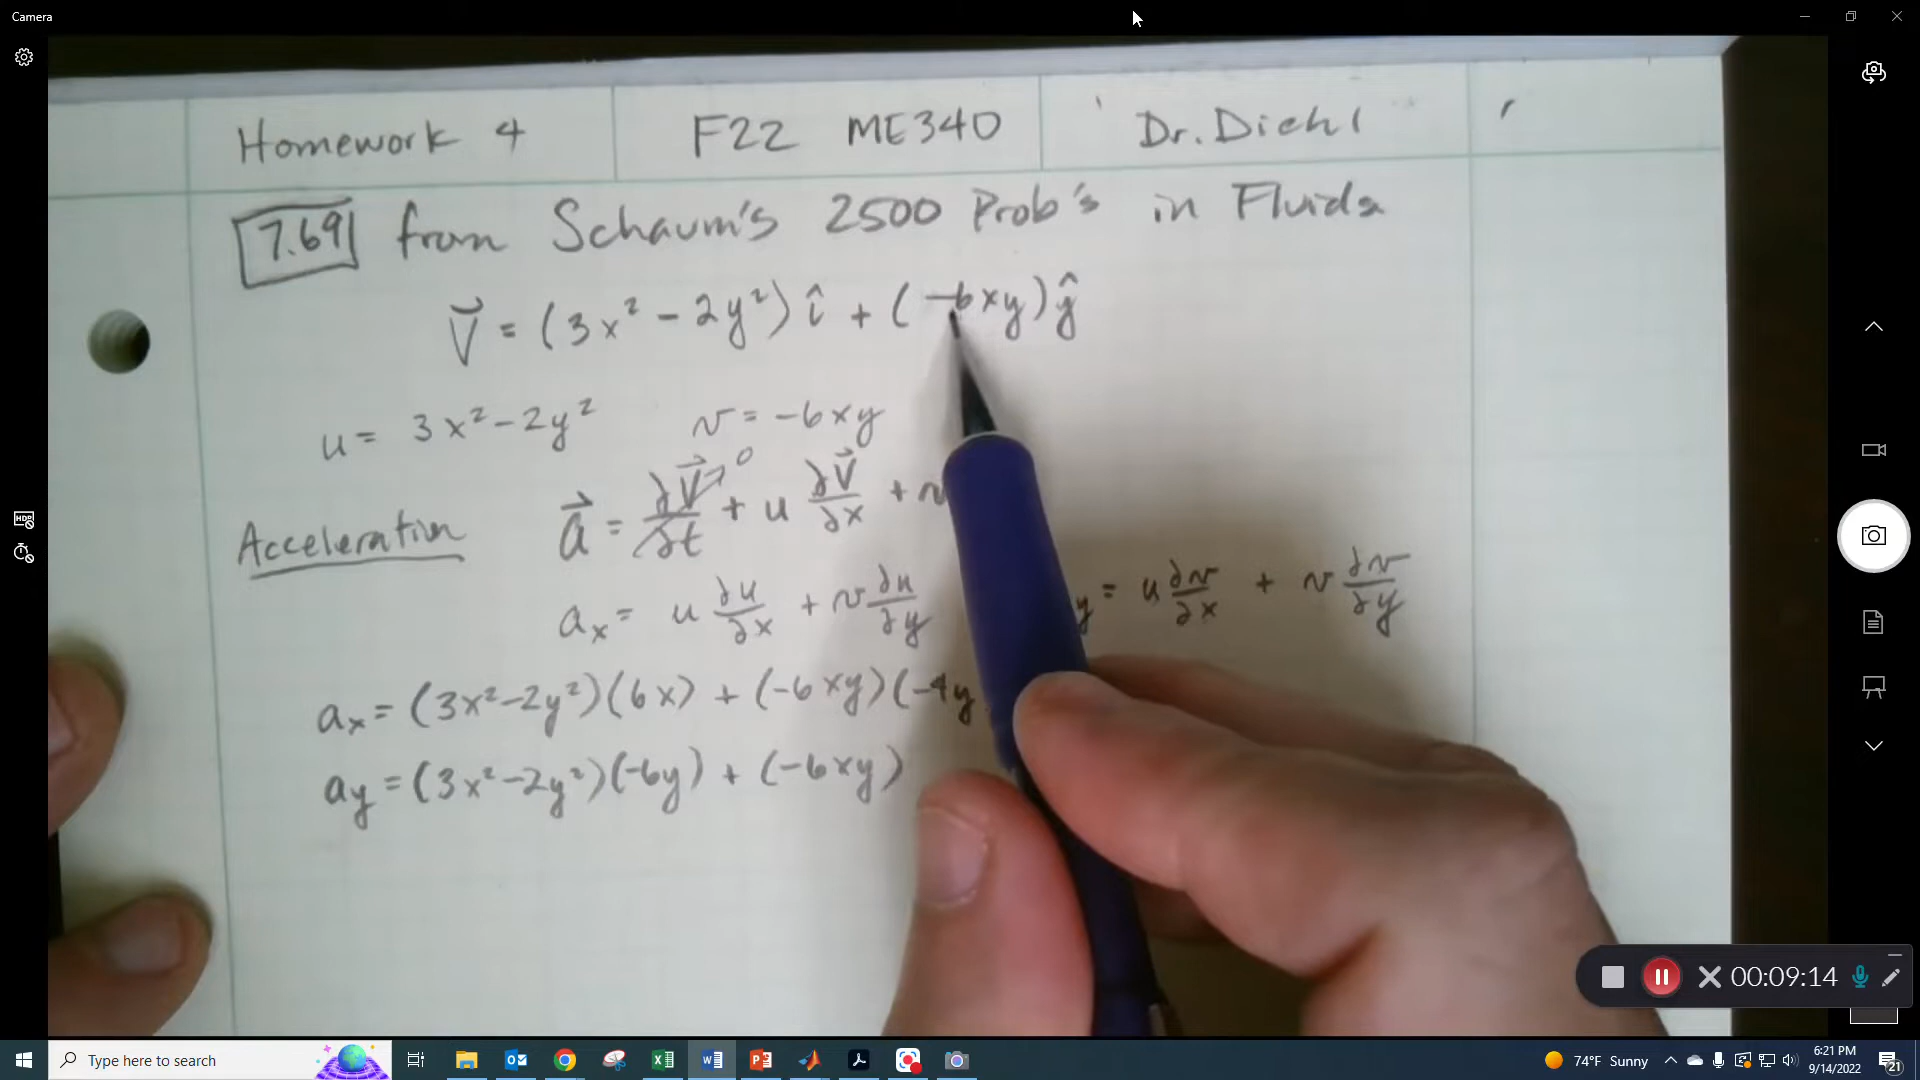 Camera
Homework 4 F22 ME340 Dr. Diehl
7.69 from Schaum's 2500 Prob's in Fluids
V⃗ = (3x² - 2y²) î + (-6xy) ŷ
u = 3x² - 2y² v = -6xy
Acceleration a⃗ = ∂V⃗/∂t → 0 + u ∂V⃗/∂x + v
aₓ = u ∂u/∂x + v ∂u/∂y y = u ∂v/∂x + v ∂v/∂y
aₓ = (3x² - 2y²)(6x) + (-6xy)(-4y
ay = (3x² - 2y²)(-6y) + (-6xy)
00:09:14
Type here to search
74°F Sunny
6:21 PM
9/14/2022
21